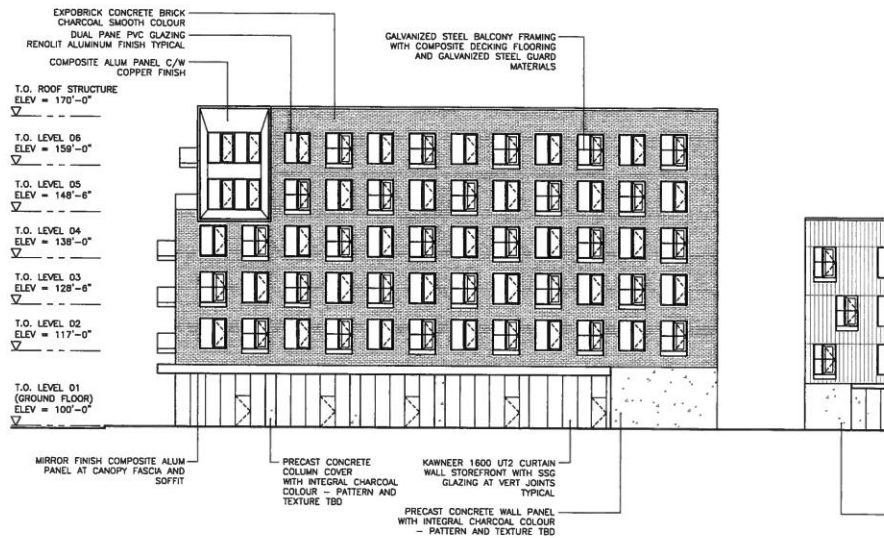 EXPOBRICK CONCRETE BRICK
CHARCOAL SMOOTH COLOUR
DUAL PANE PVC GLAZING
RENOLIT ALUMINUM FINISH TYPICAL
COMPOSITE ALUM PANEL C/W
COPPER FINISH
GALVANIZED STEEL BALCONY FRAMING
WITH COMPOSITE DECKING FLOORING
AND GALVANIZED STEEL GUARD
MATERIALS
T.O. ROOF STRUCTURE
ELEV = 170'-0"
T.O. LEVEL 06
ELEV = 159'-0"
T.O. LEVEL 05
ELEV = 148'-6"
T.O. LEVEL 04
ELEV = 138'-0"
T.O. LEVEL 03
ELEV = 128'-6"
T.O. LEVEL 02
ELEV = 117'-0"
T.O. LEVEL 01
(GROUND FLOOR)
ELEV = 100'-0"
MIRROR FINISH COMPOSITE ALUM
PANEL AT CANOPY FASCIA AND
SOFFIT
PRECAST CONCRETE
COLUMN COVER
WITH INTEGRAL CHARCOAL
COLOUR – PATTERN AND
TEXTURE TBD
KAWNEER 1600 UT2 CURTAIN
WALL STOREFRONT WITH SSG
GLAZING AT VERT JOINTS
TYPICAL
PRECAST CONCRETE WALL PANEL
WITH INTEGRAL CHARCOAL COLOUR
– PATTERN AND TEXTURE TBD